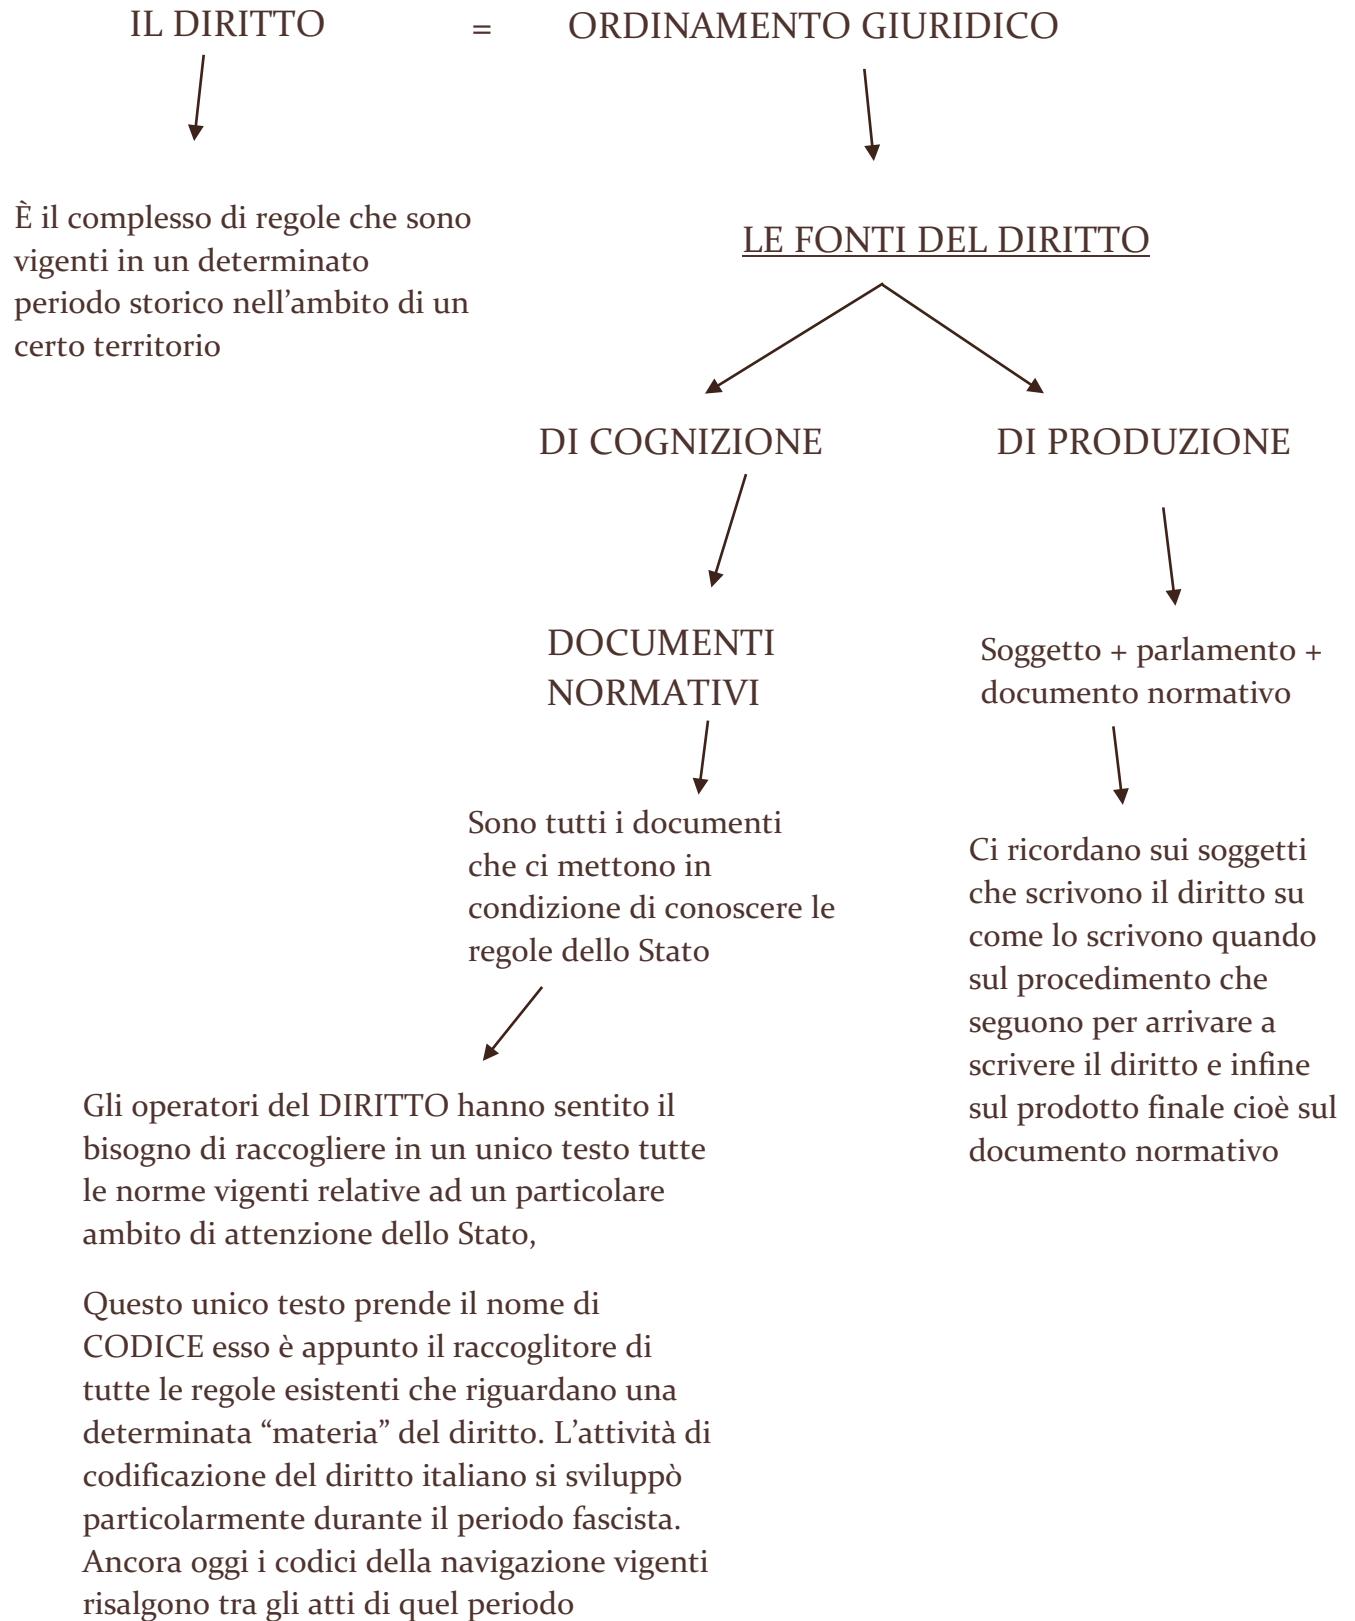 IL DIRITTO = ORDINAMENTO GIURIDICO
È il complesso di regole che sono
vigenti in un determinato
periodo storico nell’ambito di un
certo territorio
LE FONTI DEL DIRITTO
DI COGNIZIONE
DI PRODUZIONE
DOCUMENTI
NORMATIVI
Soggetto + parlamento +
documento normativo
Sono tutti i documenti
che ci mettono in
condizione di conoscere le
regole dello Stato
Ci ricordano sui soggetti
che scrivono il diritto su
come lo scrivono quando
sul procedimento che
seguono per arrivare a
scrivere il diritto e infine
sul prodotto finale cioè sul
documento normativo
Gli operatori del DIRITTO hanno sentito il
bisogno di raccogliere in un unico testo tutte
le norme vigenti relative ad un particolare
ambito di attenzione dello Stato,
Questo unico testo prende il nome di
CODICE esso è appunto il raccoglitore di
tutte le regole esistenti che riguardano una
determinata “materia” del diritto. L’attività di
codificazione del diritto italiano si sviluppò
particolarmente durante il periodo fascista.
Ancora oggi i codici della navigazione vigenti
risalgono tra gli atti di quel periodo